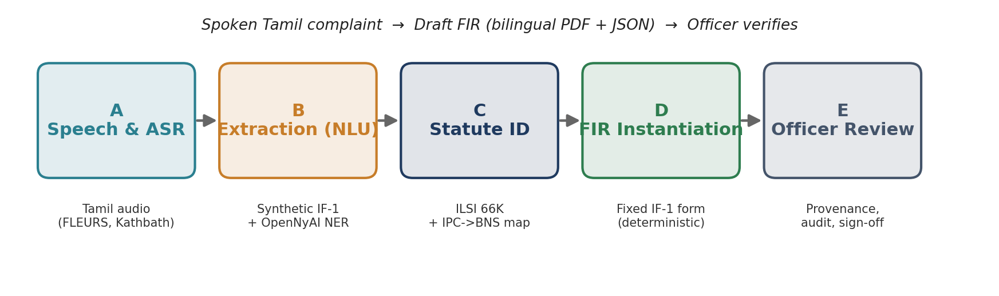 Spoken Tamil complaint → Draft FIR (bilingual PDF + JSON) → Officer verifies
A
Speech & ASR
B
Extraction (NLU)
C
Statute ID
D
FIR Instantiation
E
Officer Review
Tamil audio
(FLEURS, Kathbath)
Synthetic IF-1
+ OpenNyAI NER
ILSI 66K
+ IPC->BNS map
Fixed IF-1 form
(deterministic)
Provenance,
audit, sign-off